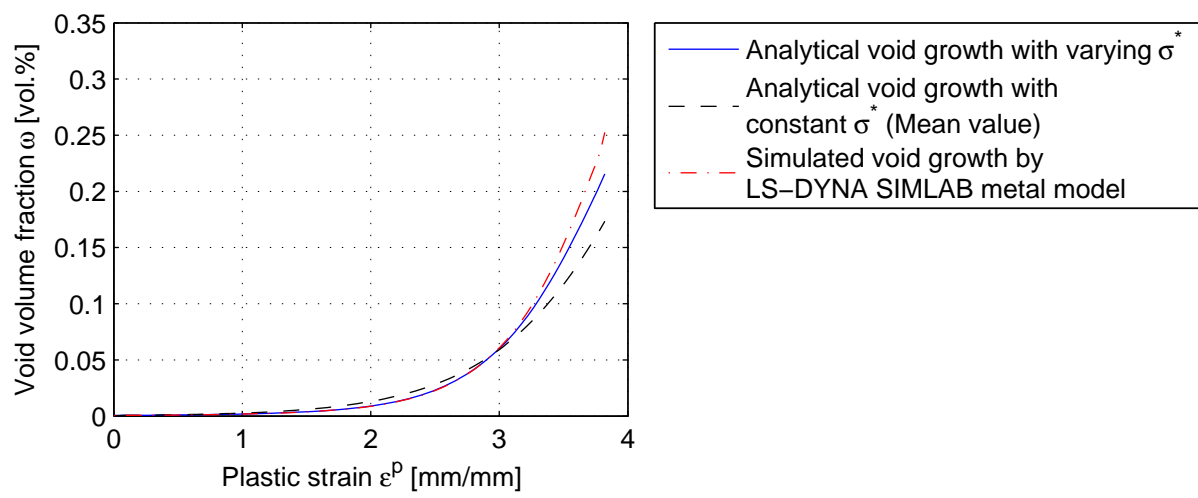 0.35
0.3
0.25
0.2
0.15
0.1
0.05
0
0 1 2 3 4
Void volume fraction ω [vol.%]
Plastic strain εᵖ [mm/mm]
Analytical void growth with varying σ*
Analytical void growth with
constant σ* (Mean value)
Simulated void growth by
LS−DYNA SIMLAB metal model